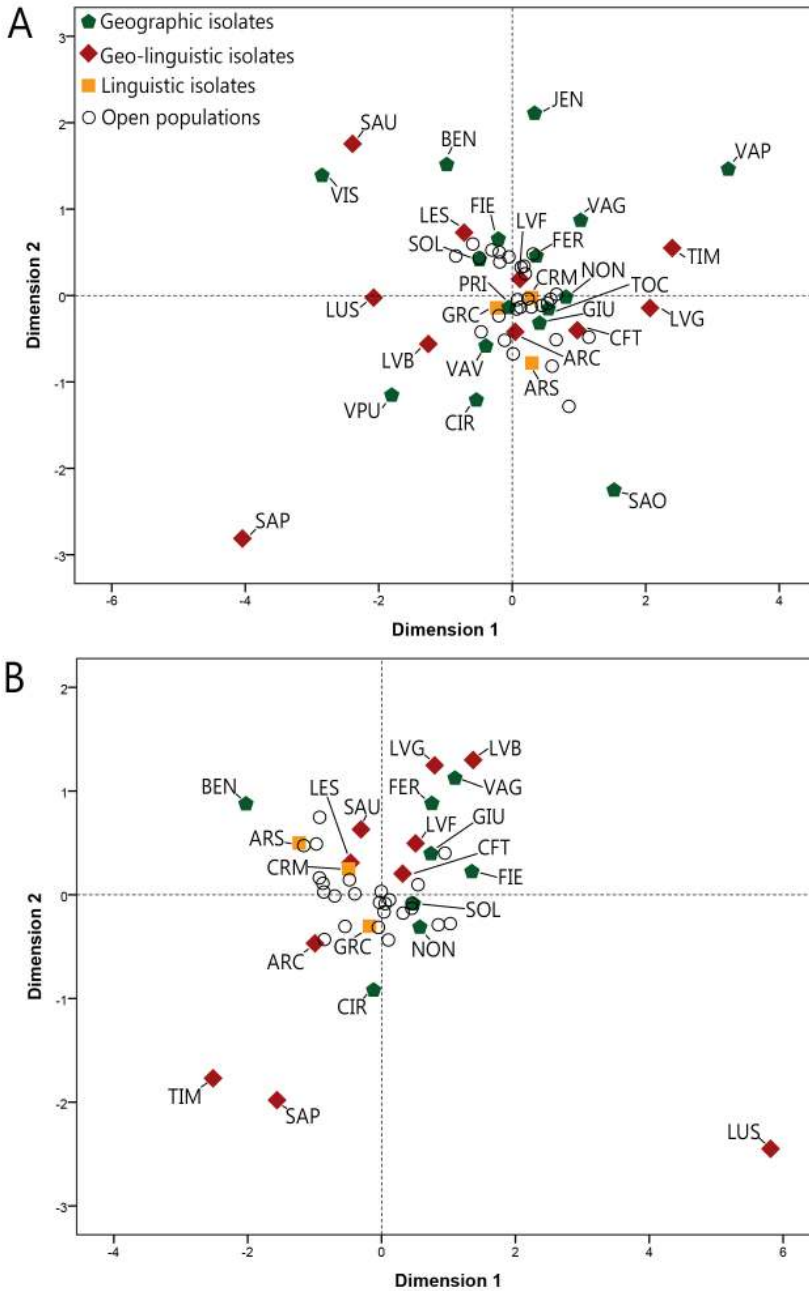 A
Geographic isolates
Geo-linguistic isolates
Linguistic isolates
Open populations
JEN
SAU
BEN
VAP
VIS
FIE
LVF
VAG
LES
FER
SOL
TIM
CRM
NON
PRI
TOC
LUS
GRC
GIU
LVG
LVB
CFT
VAV
ARC
ARS
VPU
CIR
SAO
SAP
3
2
1
0
-1
-2
-3
Dimension 2
-6
-4
-2
0
2
4
Dimension 1
B
LVG
LVB
BEN
LES
FER
VAG
SAU
GIU
ARS
LVF
CFT
CRM
FIE
SOL
GRC
NON
ARC
CIR
TIM
SAP
LUS
2
1
0
-1
-2
-3
Dimension 2
-4
-2
0
2
4
6
Dimension 1